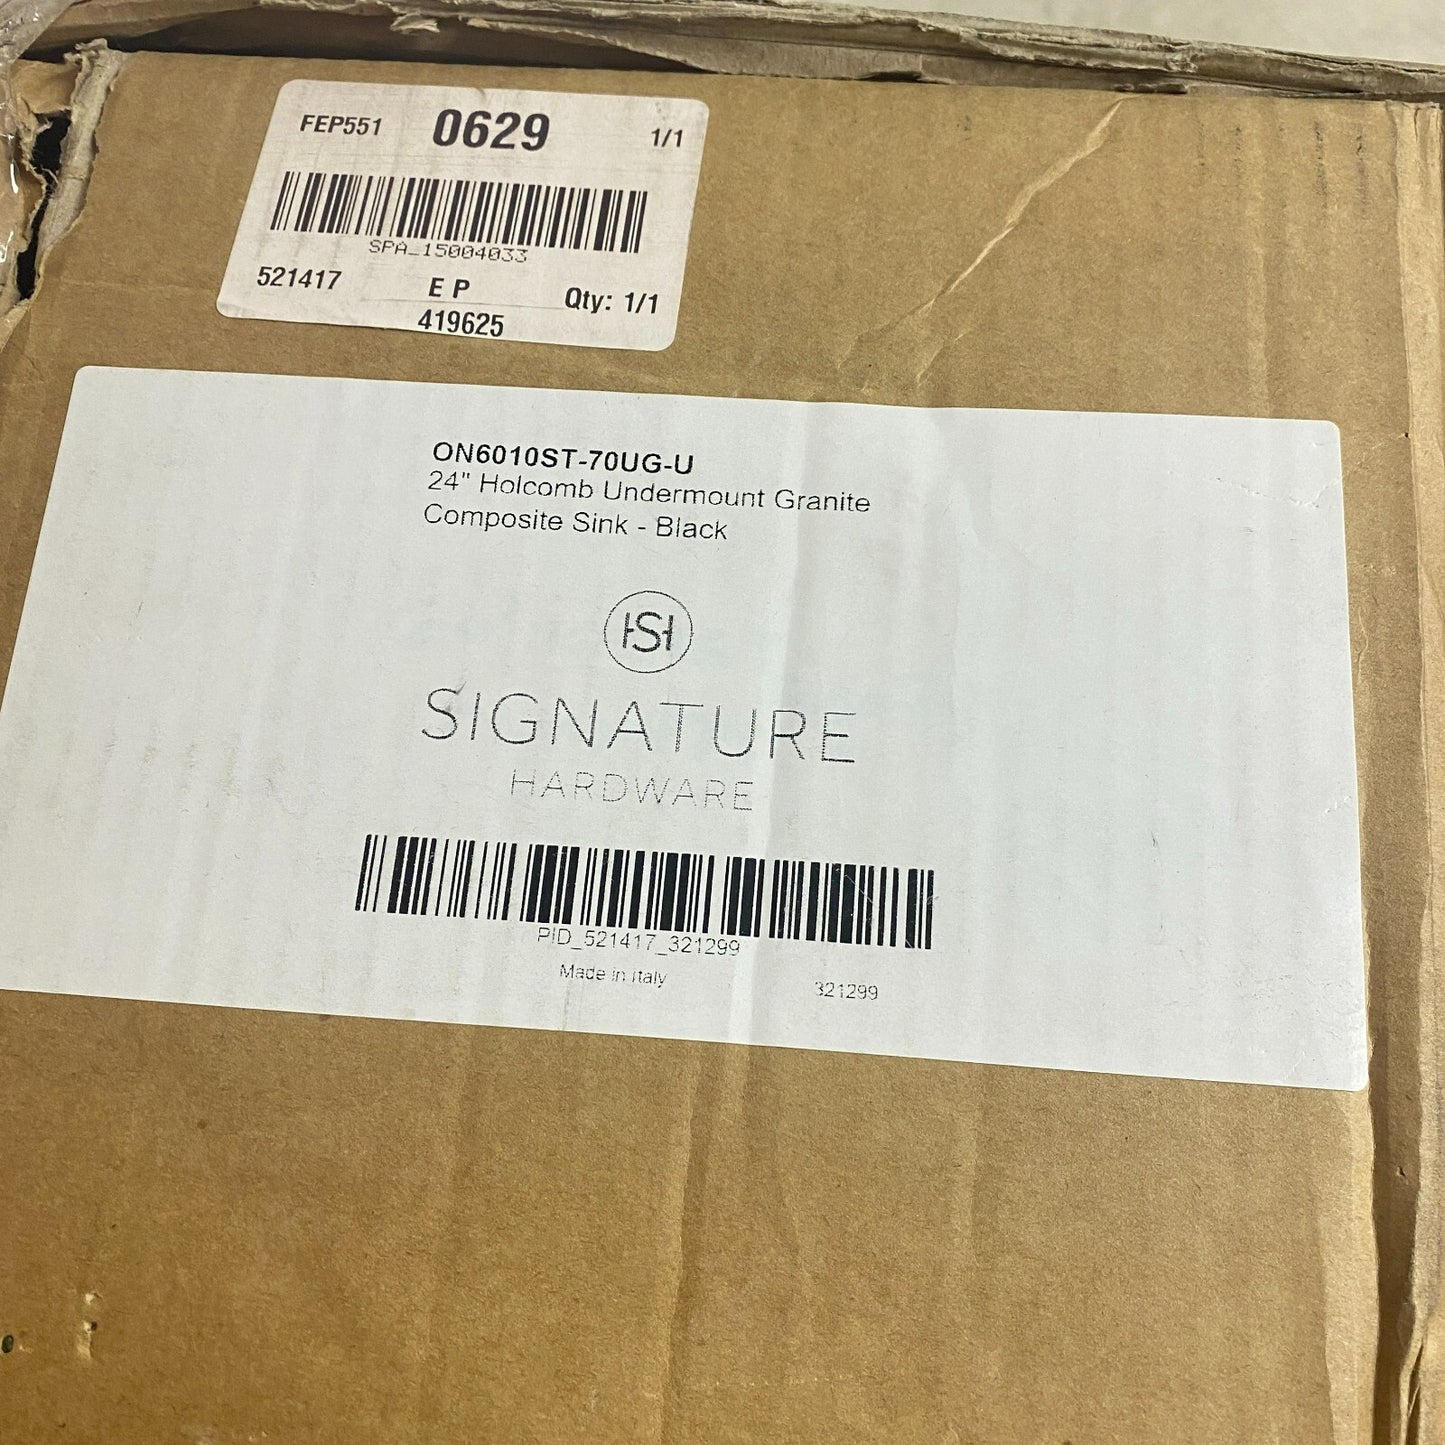 FEP551 0629 1/1
SPA_15004033
521417 E P Qty: 1/1
419625
ON6010ST-70UG-U
24" Holcomb Undermount Granite
Composite Sink - Black
HSH
SIGNATURE
HARDWARE
PID_521417_321299
Made in Italy 321299